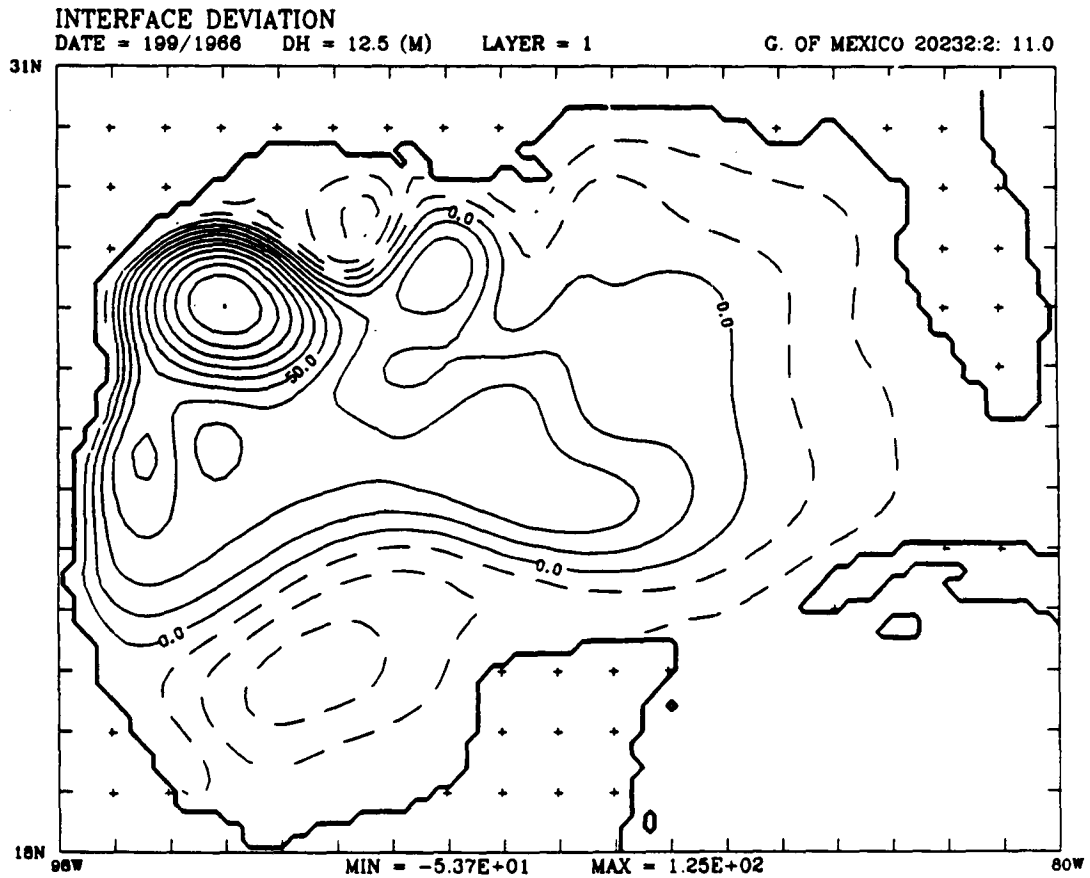 INTERFACE DEVIATION
DATE = 199/1966 DH = 12.5 (M) LAYER = 1 G. OF MEXICO 20232:2: 11.0
31N
0.0
0.0
50.0
0.0
0.0
18N
98W MIN = -5.37E+01 MAX = 1.25E+02 80W